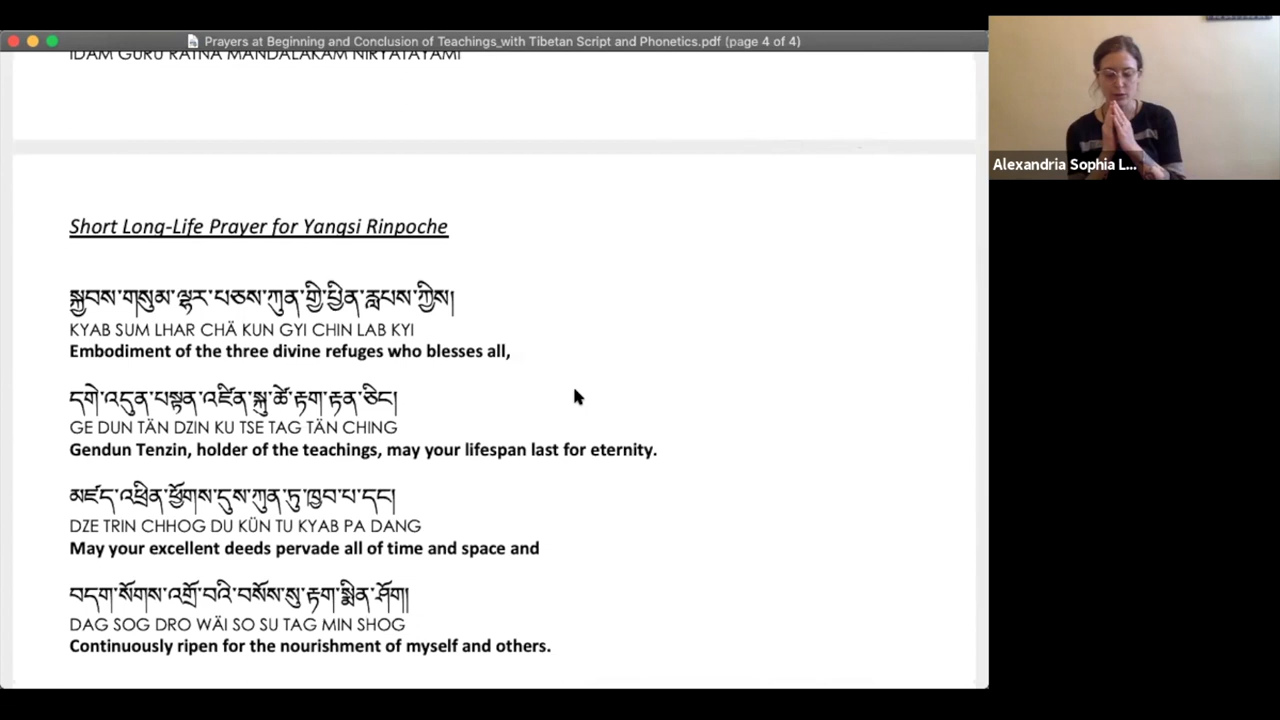 Prayers at Beginning and Conclusion of Teachings_with Tibetan Script and Phonetics.pdf (page 4 of 4)
IDAM GURU RATNA MANDALAKAM NIRYATAYAMI
Short Long-Life Prayer for Yangsi Rinpoche
སྐྱབས་གསུམ་ལྷར་བཅས་ཀུན་གྱི་བྱིན་རླབས་ཀྱིས།
KYAB SUM LHAR CHÄ KUN GYI CHIN LAB KYI
Embodiment of the three divine refuges who blesses all,
དགེ་འདུན་བསྟན་འཛིན་སྐུ་ཚེ་རྟག་རྟན་ཅིང།
GE DUN TÄN DZIN KU TSE TAG TÄN CHING
Gendun Tenzin, holder of the teachings, may your lifespan last for eternity.
མཛད་འཕྲིན་ཕྱོགས་དུས་ཀུན་ཏུ་ཁྱབ་པ་དང།
DZE TRIN CHHOG DU KÜN TU KYAB PA DANG
May your excellent deeds pervade all of time and space and
བདག་སོགས་འགྲོ་བའི་བསོས་སུ་རྟག་སྨིན་ཤོག།
DAG SOG DRO WÄI SO SU TAG MIN SHOG
Continuously ripen for the nourishment of myself and others.
Alexandria Sophia L...